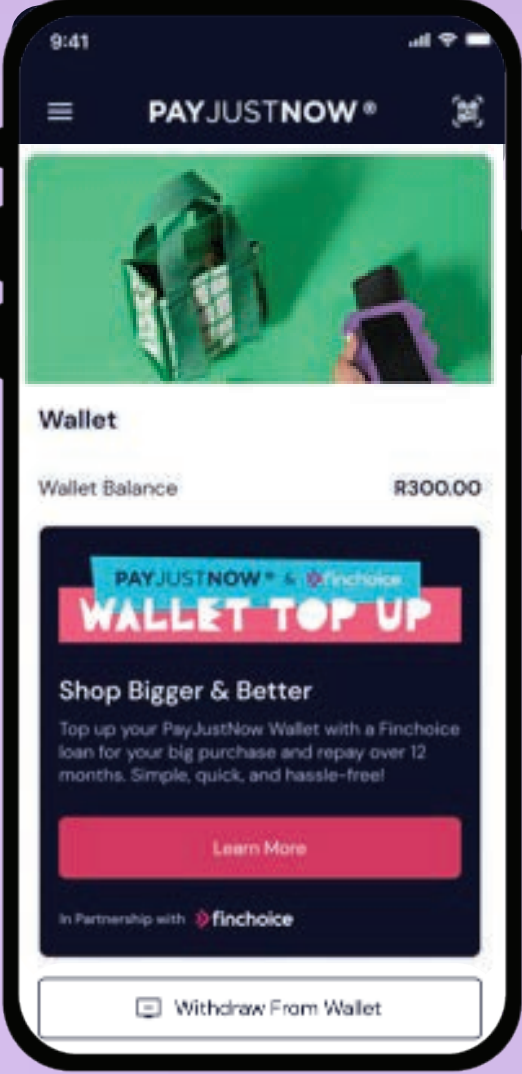 9:41
PAYJUSTNOW®
Wallet
Wallet Balance R300.00
PAYJUSTNOW® & finchoice
WALLET TOP UP
Shop Bigger & Better
Top up your PayJustNow Wallet with a Finchoice
loan for your big purchase and repay over 12
months. Simple, quick, and hassle-free!
Learn More
In Partnership with finchoice
Withdraw From Wallet